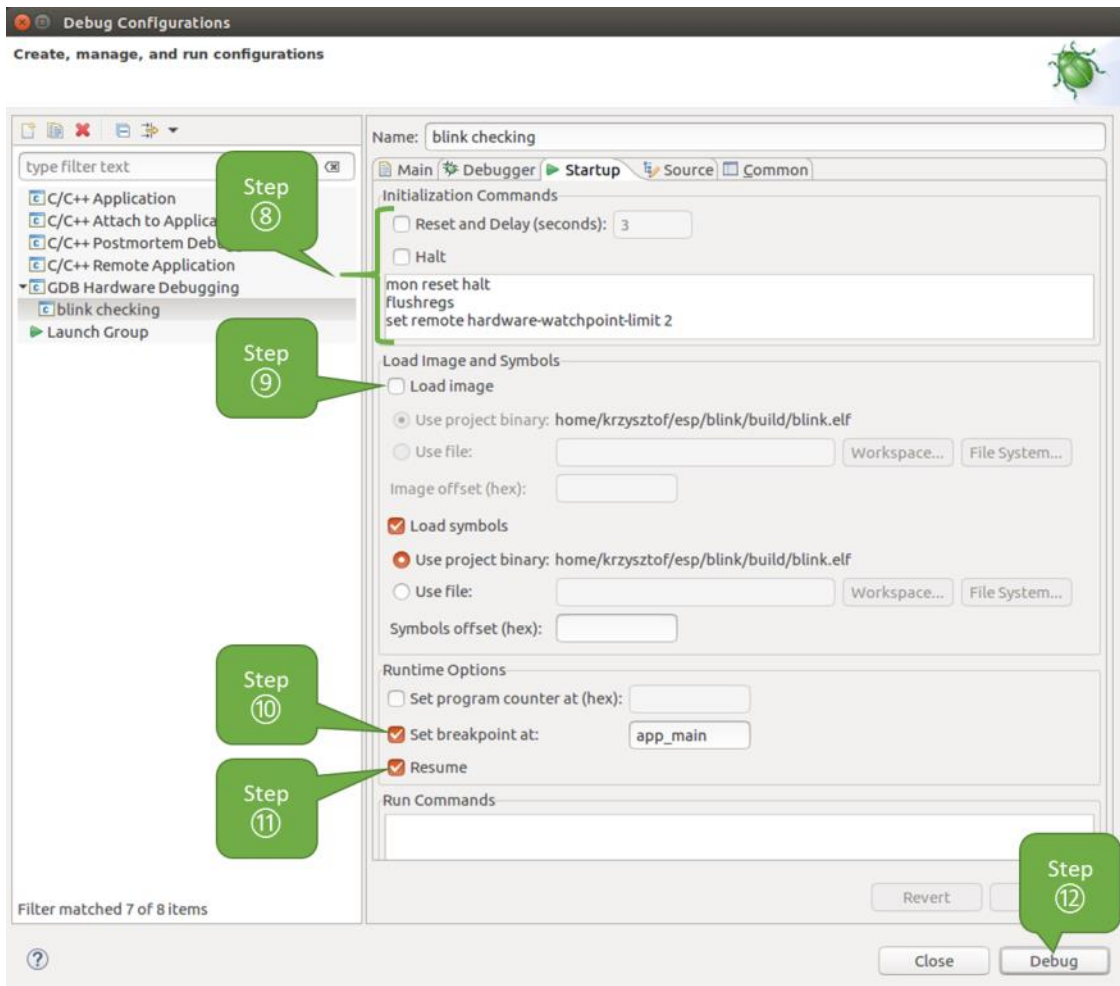 Debug Configurations
Create, manage, and run configurations
type filter text
C/C++ Application
C/C++ Attach to Applica
C/C++ Postmortem Debug
C/C++ Remote Application
GDB Hardware Debugging
blink checking
Launch Group
Filter matched 7 of 8 items
Name: blink checking
Main Debugger Startup Source Common
Initialization Commands
Reset and Delay (seconds): 3
Halt
mon reset halt
flushregs
set remote hardware-watchpoint-limit 2
Load Image and Symbols
Load image
Use project binary: home/krzysztof/esp/blink/build/blink.elf
Use file: Workspace... File System...
Image offset (hex):
Load symbols
Use project binary: home/krzysztof/esp/blink/build/blink.elf
Use file: Workspace... File System...
Symbols offset (hex):
Runtime Options
Set program counter at (hex):
Set breakpoint at: app_main
Resume
Run Commands
Revert
Close Debug
Step
⑧
Step
⑨
Step
⑩
Step
⑪
Step
⑫